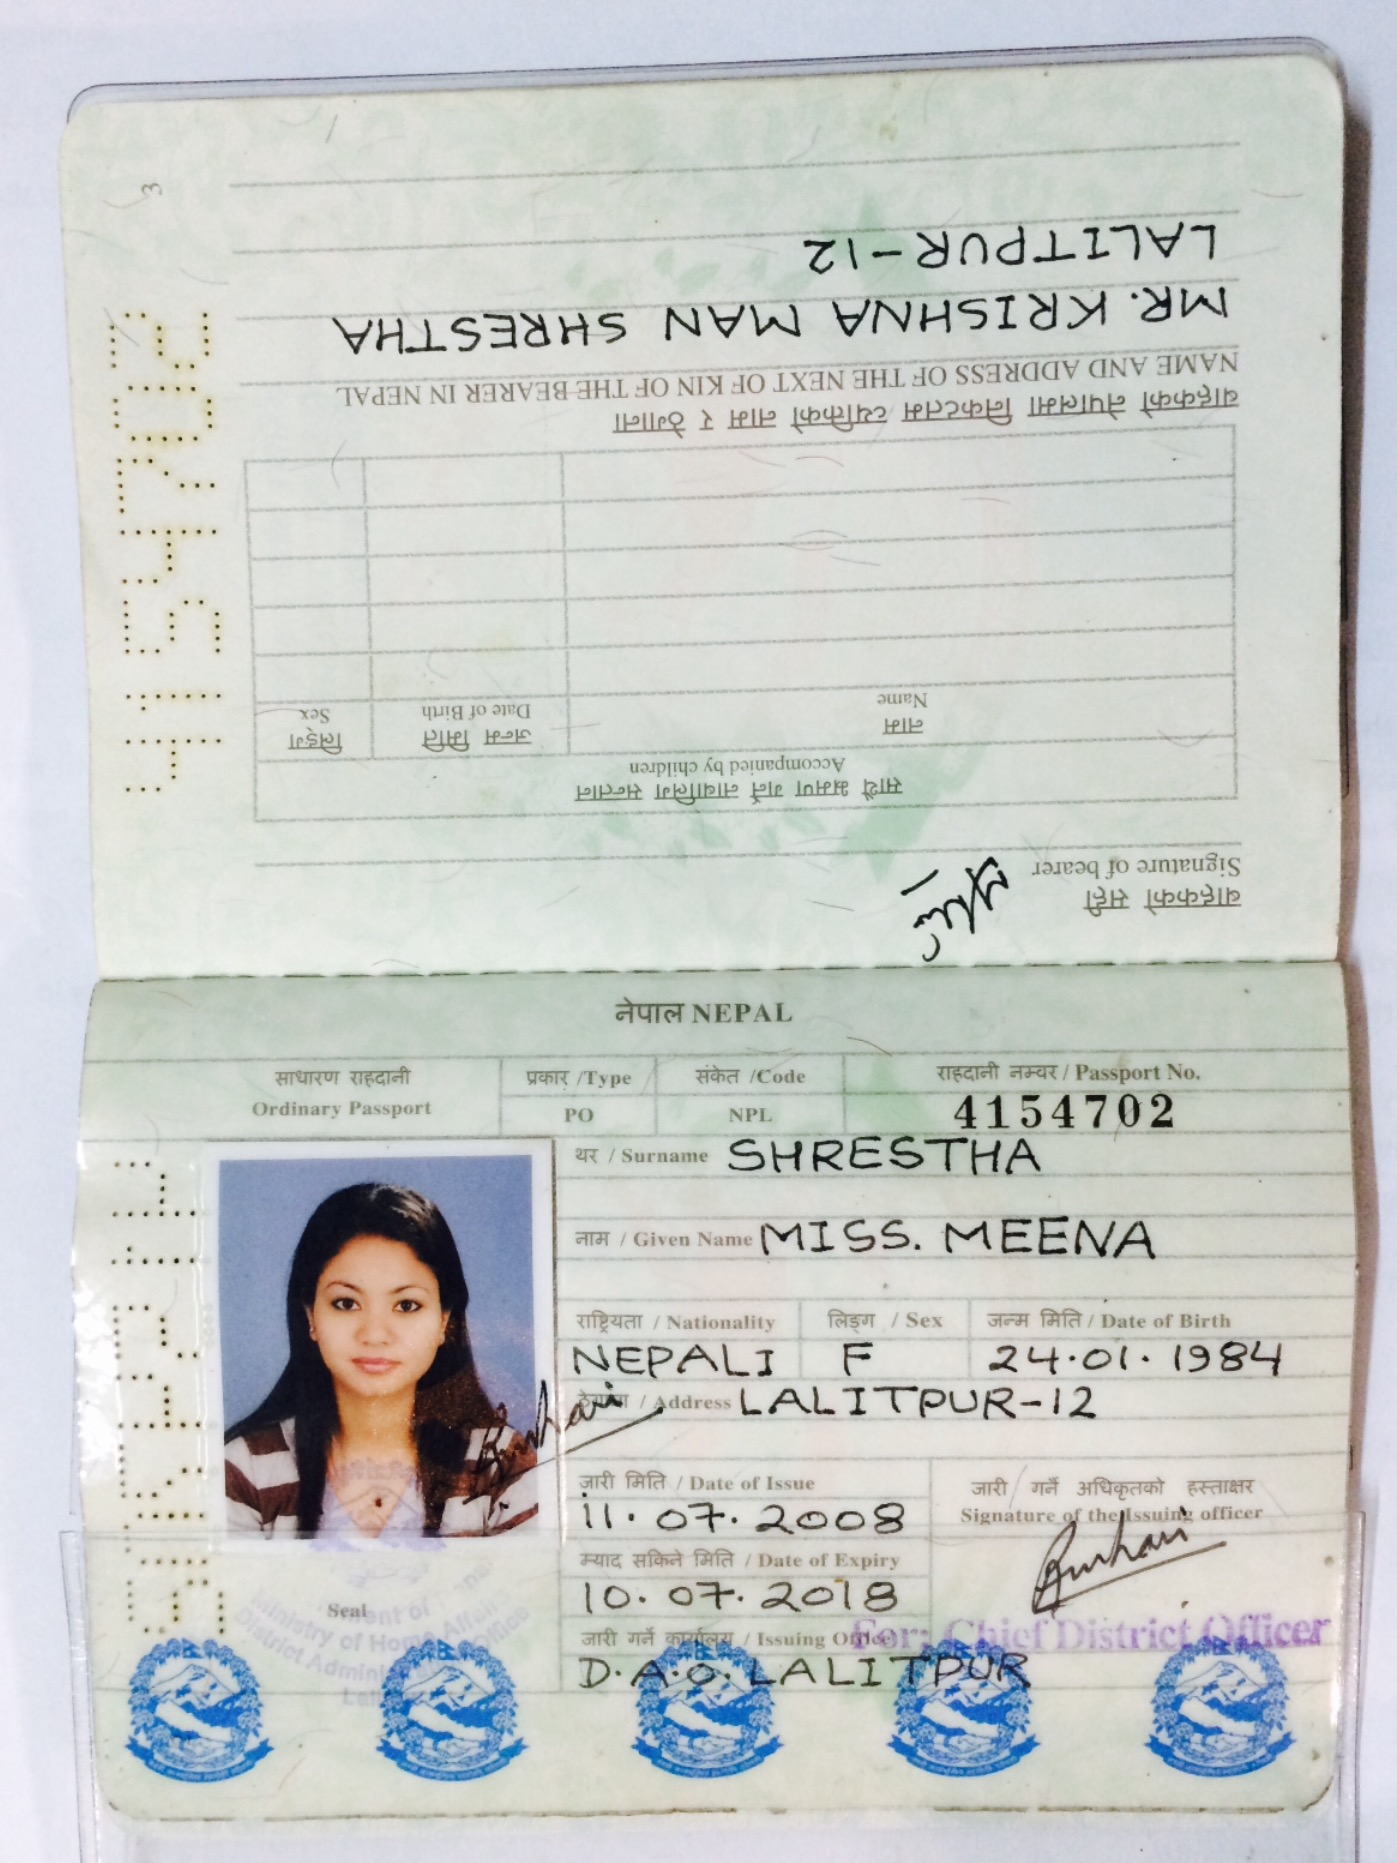 3
LALITPUR-12
MR. KRISHNA MAN SHRESTHA
NAME AND ADDRESS OF THE NEXT OF KIN OF THE BEARER IN NEPAL
वाहकको नेपालमा निकटतम व्यक्तिको नाम र ठेगाना
4154702
नाम
Name
जन्म मिति
Date of Birth
लिङ्ग
Sex
साथै भ्रमण गर्ने नावालिग सन्तान
Accompanied by children
वाहकको सही
Signature of bearer
नेपाल NEPAL
साधारण राहदानी
Ordinary Passport
प्रकार /Type
PO
संकेत /Code
NPL
राहदानी नम्वर / Passport No.
4154702
थर / Surname SHRESTHA
नाम / Given Name MISS. MEENA
राष्ट्रियता / Nationality
NEPALI
लिङ्ग / Sex
F
जन्म मिति / Date of Birth
24.01.1984
ठेगाना / Address LALITPUR-12
जारी मिति / Date of Issue
11.07.2008
म्याद सकिने मिति / Date of Expiry
10.07.2018
जारी गर्ने कार्यालय / Issuing Office
D.A.O. LALITPUR
जारी गर्ने अधिकृतको हस्ताक्षर
Signature of the Issuing officer
For; Chief District Officer
Seal
Ministry of Home Affairs
District Administration Office